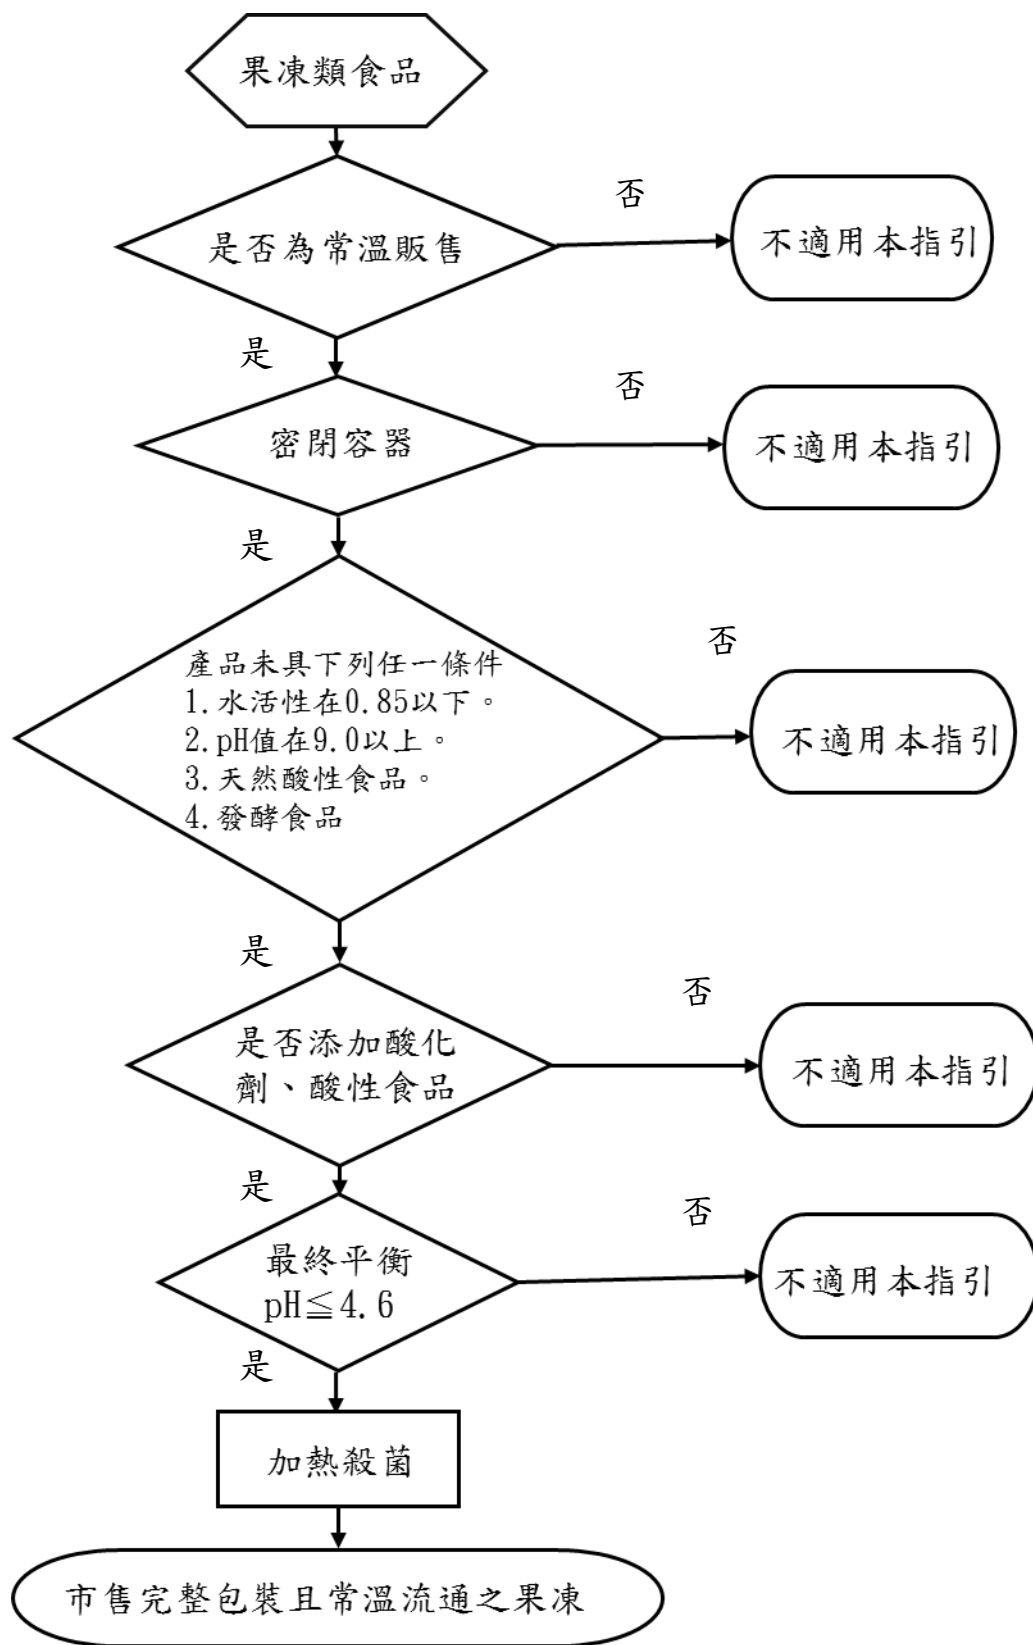 果凍類食品
否
是否為常溫販售
不適用本指引
是
否
密閉容器
不適用本指引
是
否
產品未具下列任一條件
1.水活性在0.85以下。
2.pH值在9.0以上。
3.天然酸性食品。
4.發酵食品
不適用本指引
是
否
是否添加酸化
劑、酸性食品
不適用本指引
是
否
最終平衡
pH≦4.6
不適用本指引
是
加熱殺菌
市售完整包裝且常溫流通之果凍